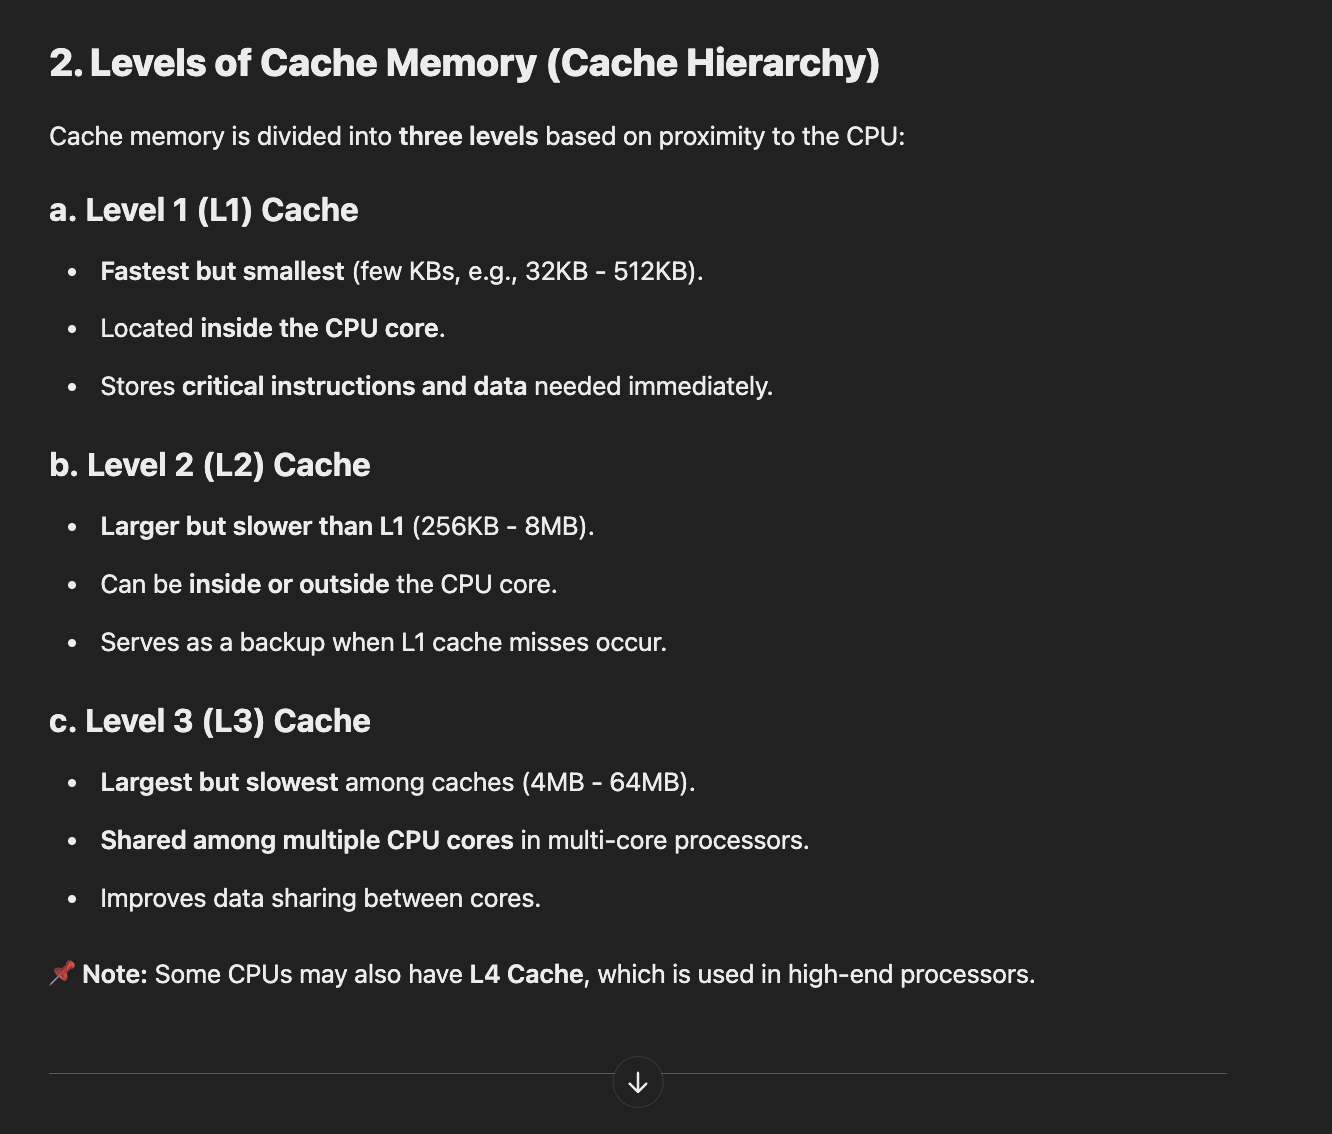 2. Levels of Cache Memory (Cache Hierarchy)
Cache memory is divided into three levels based on proximity to the CPU:
a. Level 1 (L1) Cache
• Fastest but smallest (few KBs, e.g., 32KB - 512KB).
• Located inside the CPU core.
• Stores critical instructions and data needed immediately.
b. Level 2 (L2) Cache
• Larger but slower than L1 (256KB - 8MB).
• Can be inside or outside the CPU core.
• Serves as a backup when L1 cache misses occur.
c. Level 3 (L3) Cache
• Largest but slowest among caches (4MB - 64MB).
• Shared among multiple CPU cores in multi-core processors.
• Improves data sharing between cores.
📌 Note: Some CPUs may also have L4 Cache, which is used in high-end processors.